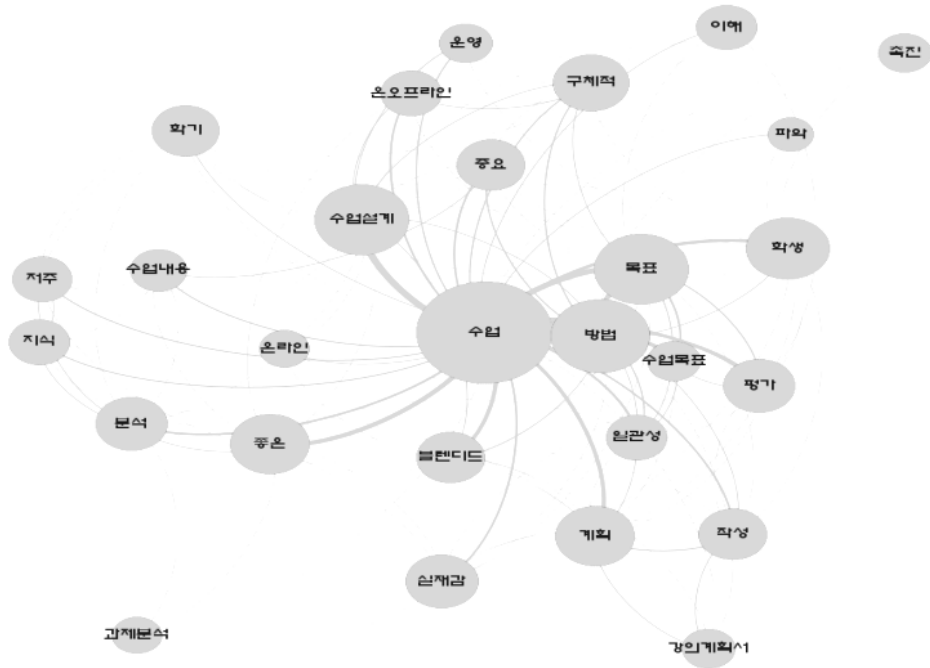 이해
운영
촉진
구체적
온오프라인
학기
파악
중요
수업설계
학생
수업내용
목표
저주
수업
방법
지식
온라인
수업목표
평가
분석
좋은
일관성
블렌디드
계획
작성
실재감
과제분석
강의계획서